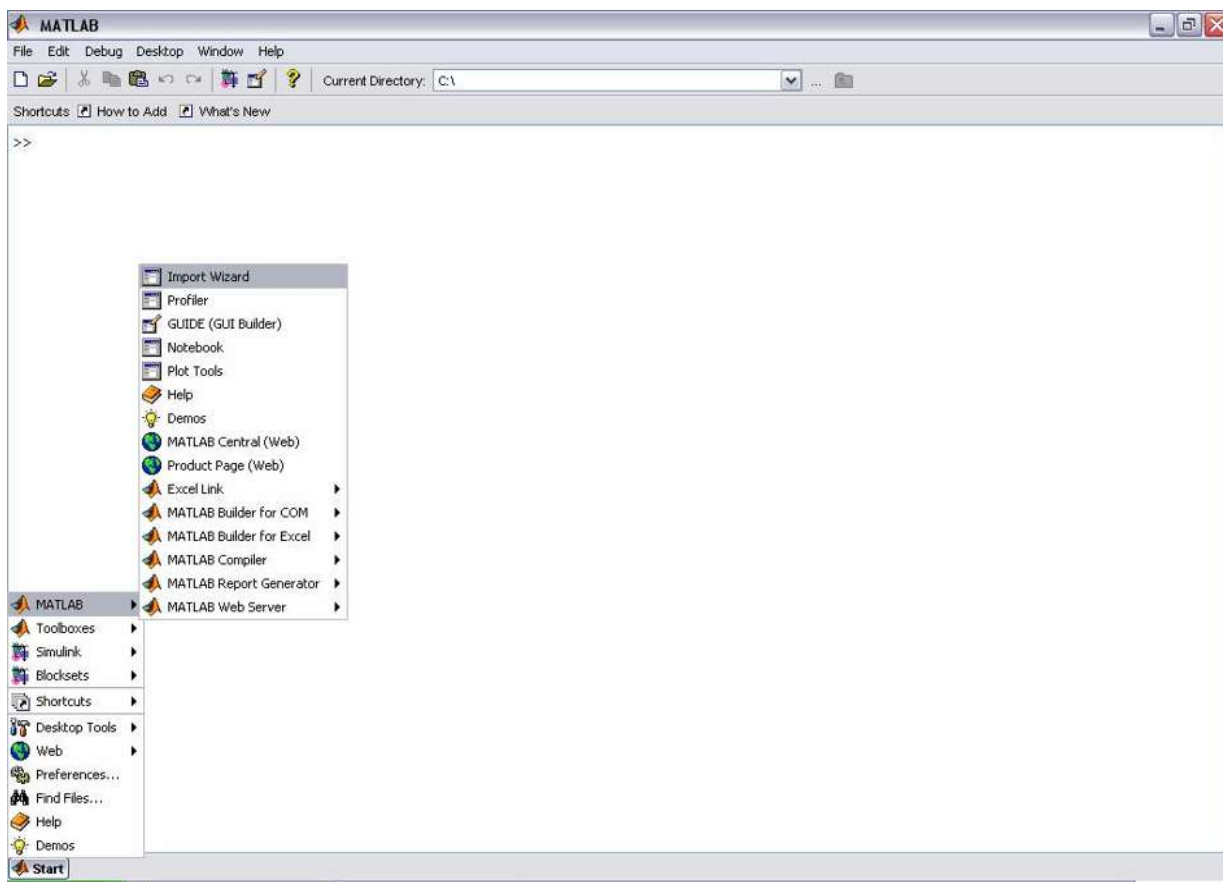 MATLAB
File Edit Debug Desktop Window Help
Current Directory: C:\ ...
Shortcuts How to Add What's New
>>
Import Wizard
Profiler
GUIDE (GUI Builder)
Notebook
Plot Tools
Help
Demos
MATLAB Central (Web)
Product Page (Web)
Excel Link
MATLAB Builder for COM
MATLAB Builder for Excel
MATLAB Compiler
MATLAB Report Generator
MATLAB Web Server
MATLAB
Toolboxes
Simulink
Blocksets
Shortcuts
Desktop Tools
Web
Preferences...
Find Files...
Help
Demos
Start